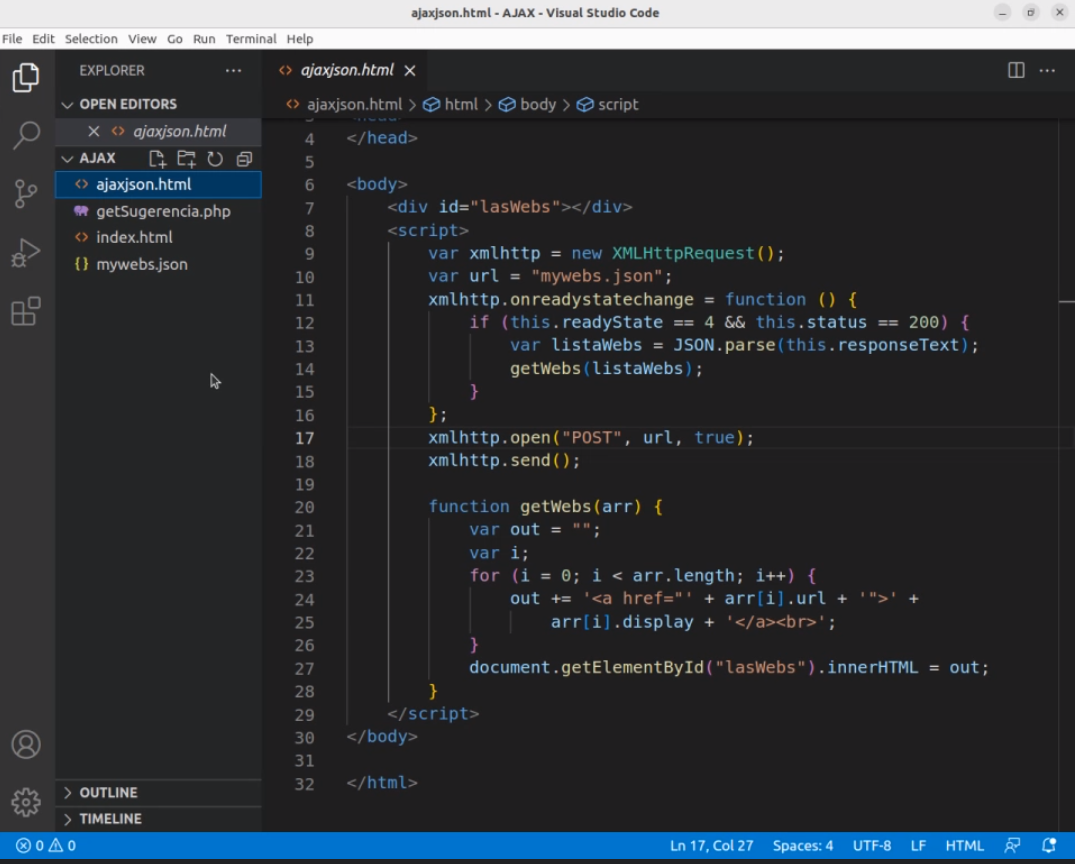 ajaxjson.html - AJAX - Visual Studio Code
File Edit Selection View Go Run Terminal Help
EXPLORER
OPEN EDITORS
ajaxjson.html
AJAX
ajaxjson.html
getSugerencia.php
index.html
mywebs.json
OUTLINE
TIMELINE
ajaxjson.html
ajaxjson.html > html > body > script
4 </head>
5
6 <body>
7 <div id="lasWebs"></div>
8 <script>
9 var xmlhttp = new XMLHttpRequest();
10 var url = "mywebs.json";
11 xmlhttp.onreadystatechange = function () {
12 if (this.readyState == 4 && this.status == 200) {
13 var listaWebs = JSON.parse(this.responseText);
14 getWebs(listaWebs);
15 }
16 };
17 xmlhttp.open("POST", url, true);
18 xmlhttp.send();
19
20 function getWebs(arr) {
21 var out = "";
22 var i;
23 for (i = 0; i < arr.length; i++) {
24 out += '<a href="' + arr[i].url + '">' +
25 arr[i].display + '</a><br>';
26 }
27 document.getElementById("lasWebs").innerHTML = out;
28 }
29 </script>
30 </body>
31
32 </html>
0 0
Ln 17, Col 27 Spaces: 4 UTF-8 LF HTML